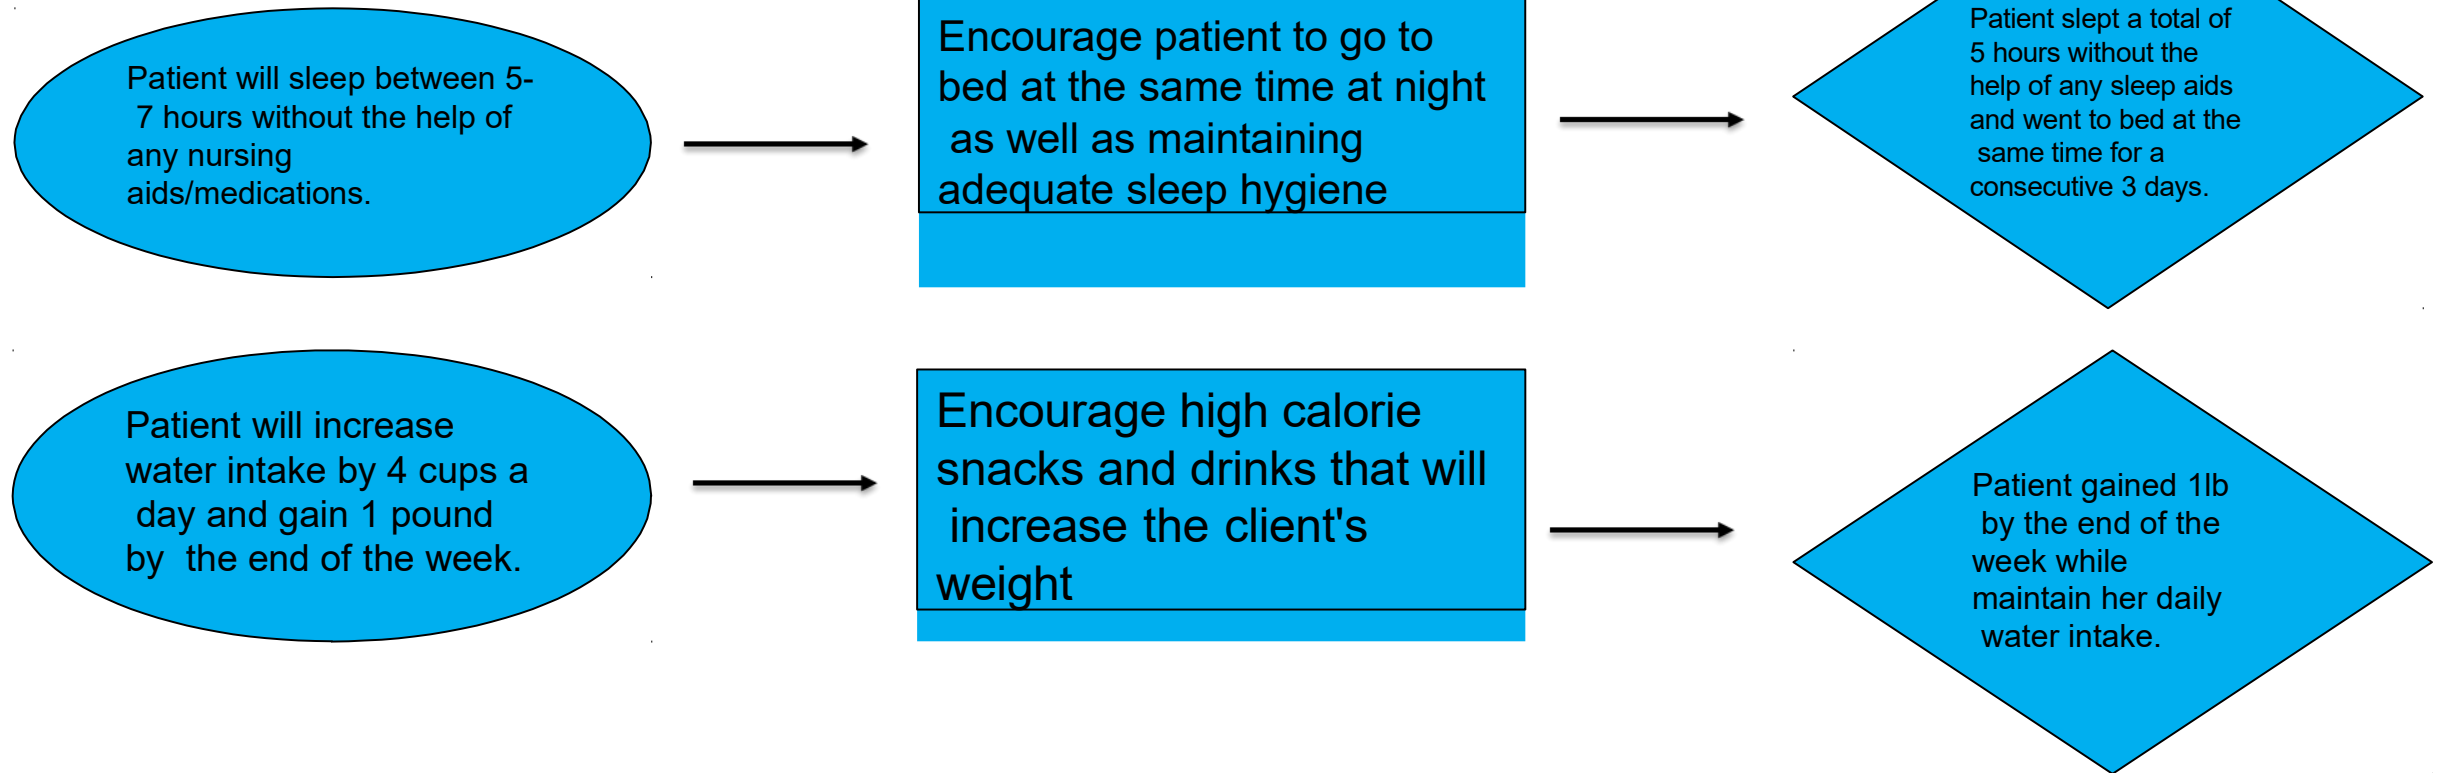 Patient will sleep between 5-
7 hours without the help of
any nursing
aids/medications.
Encourage patient to go to
bed at the same time at night
as well as maintaining
adequate sleep hygiene
Patient slept a total of
5 hours without the
help of any sleep aids
and went to bed at the
same time for a
consecutive 3 days.
Patient will increase
water intake by 4 cups a
day and gain 1 pound
by the end of the week.
Encourage high calorie
snacks and drinks that will
increase the client's
weight
Patient gained 1lb
by the end of the
week while
maintain her daily
water intake.